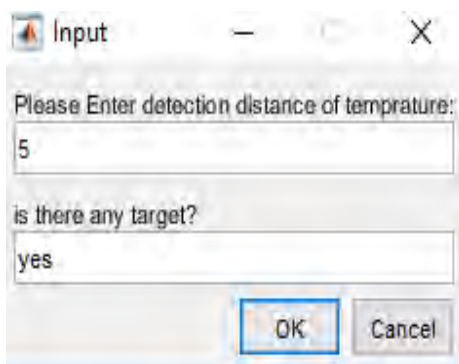 Input
Please Enter detection distance of temprature:
5
is there any target?
yes
OK Cancel